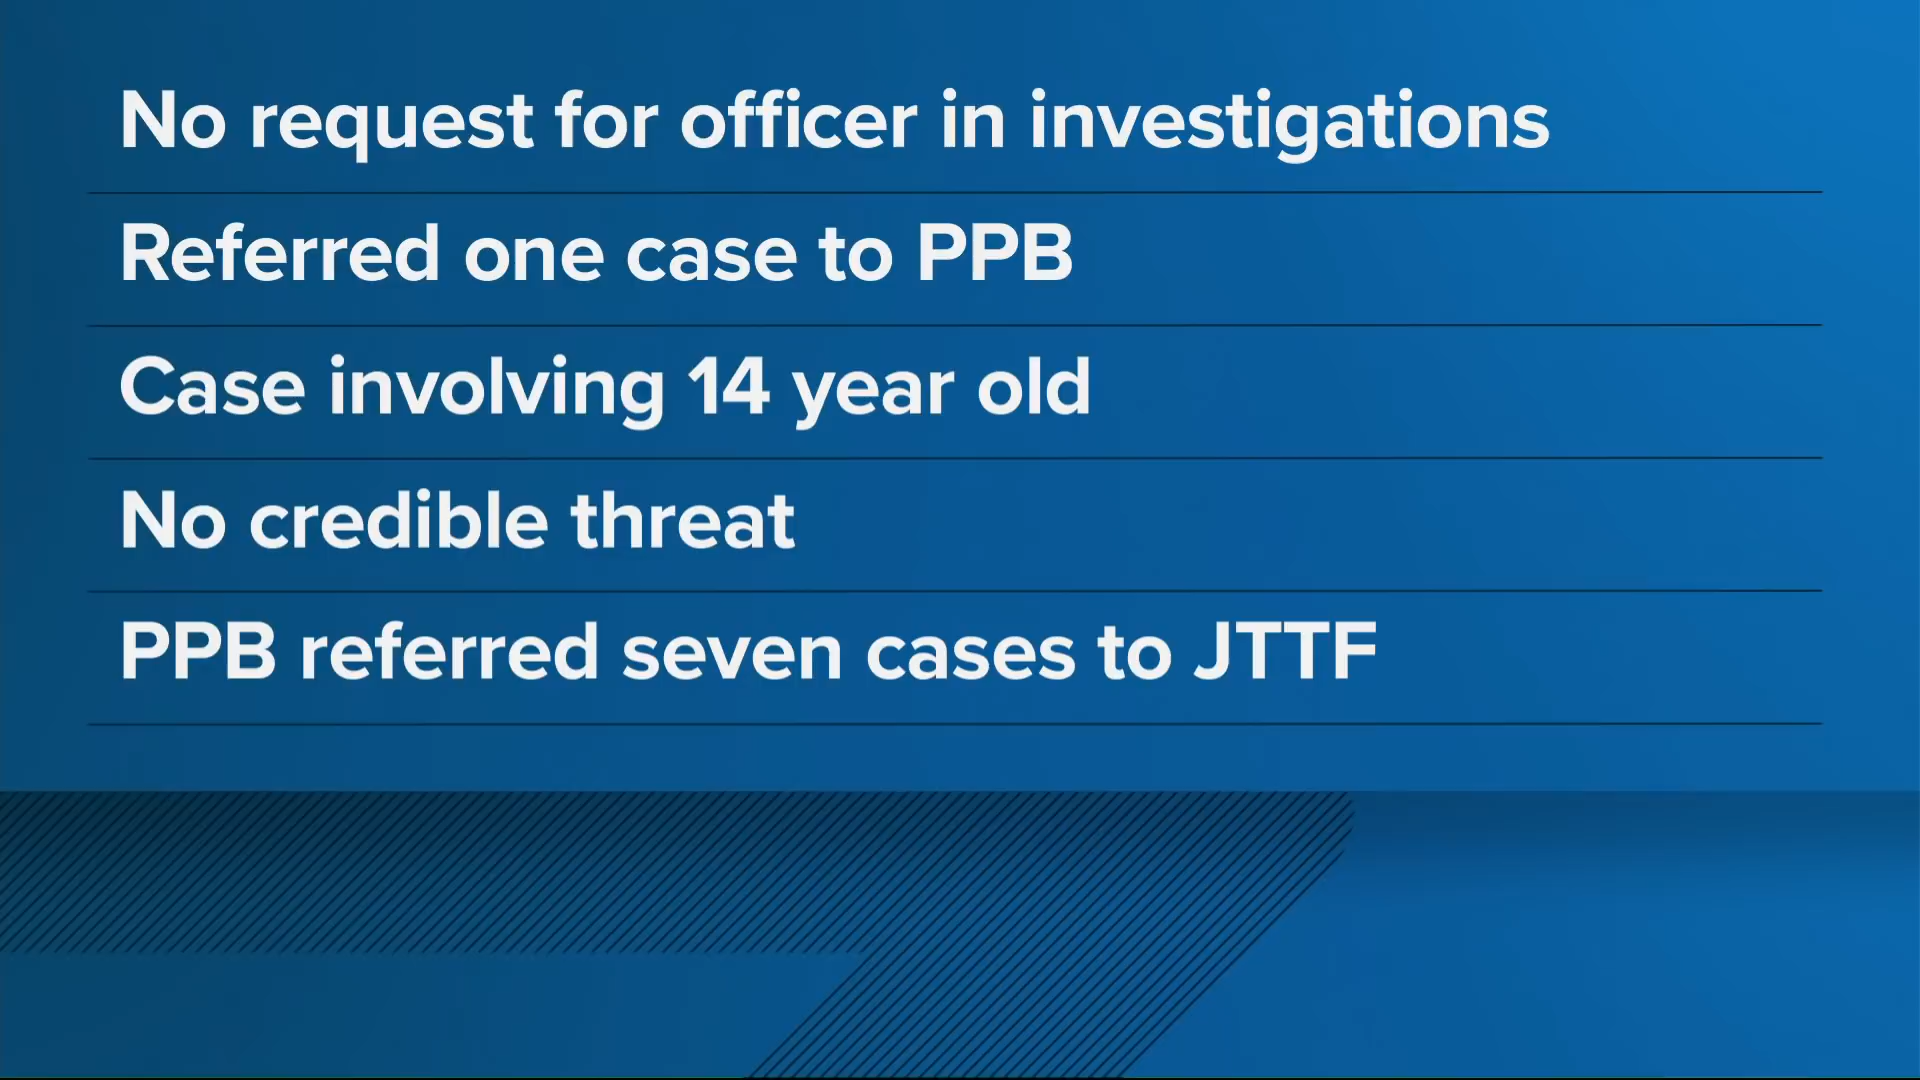 No request for officer in investigations
Referred one case to PPB
Case involving 14 year old
No credible threat
PPB referred seven cases to JTTF